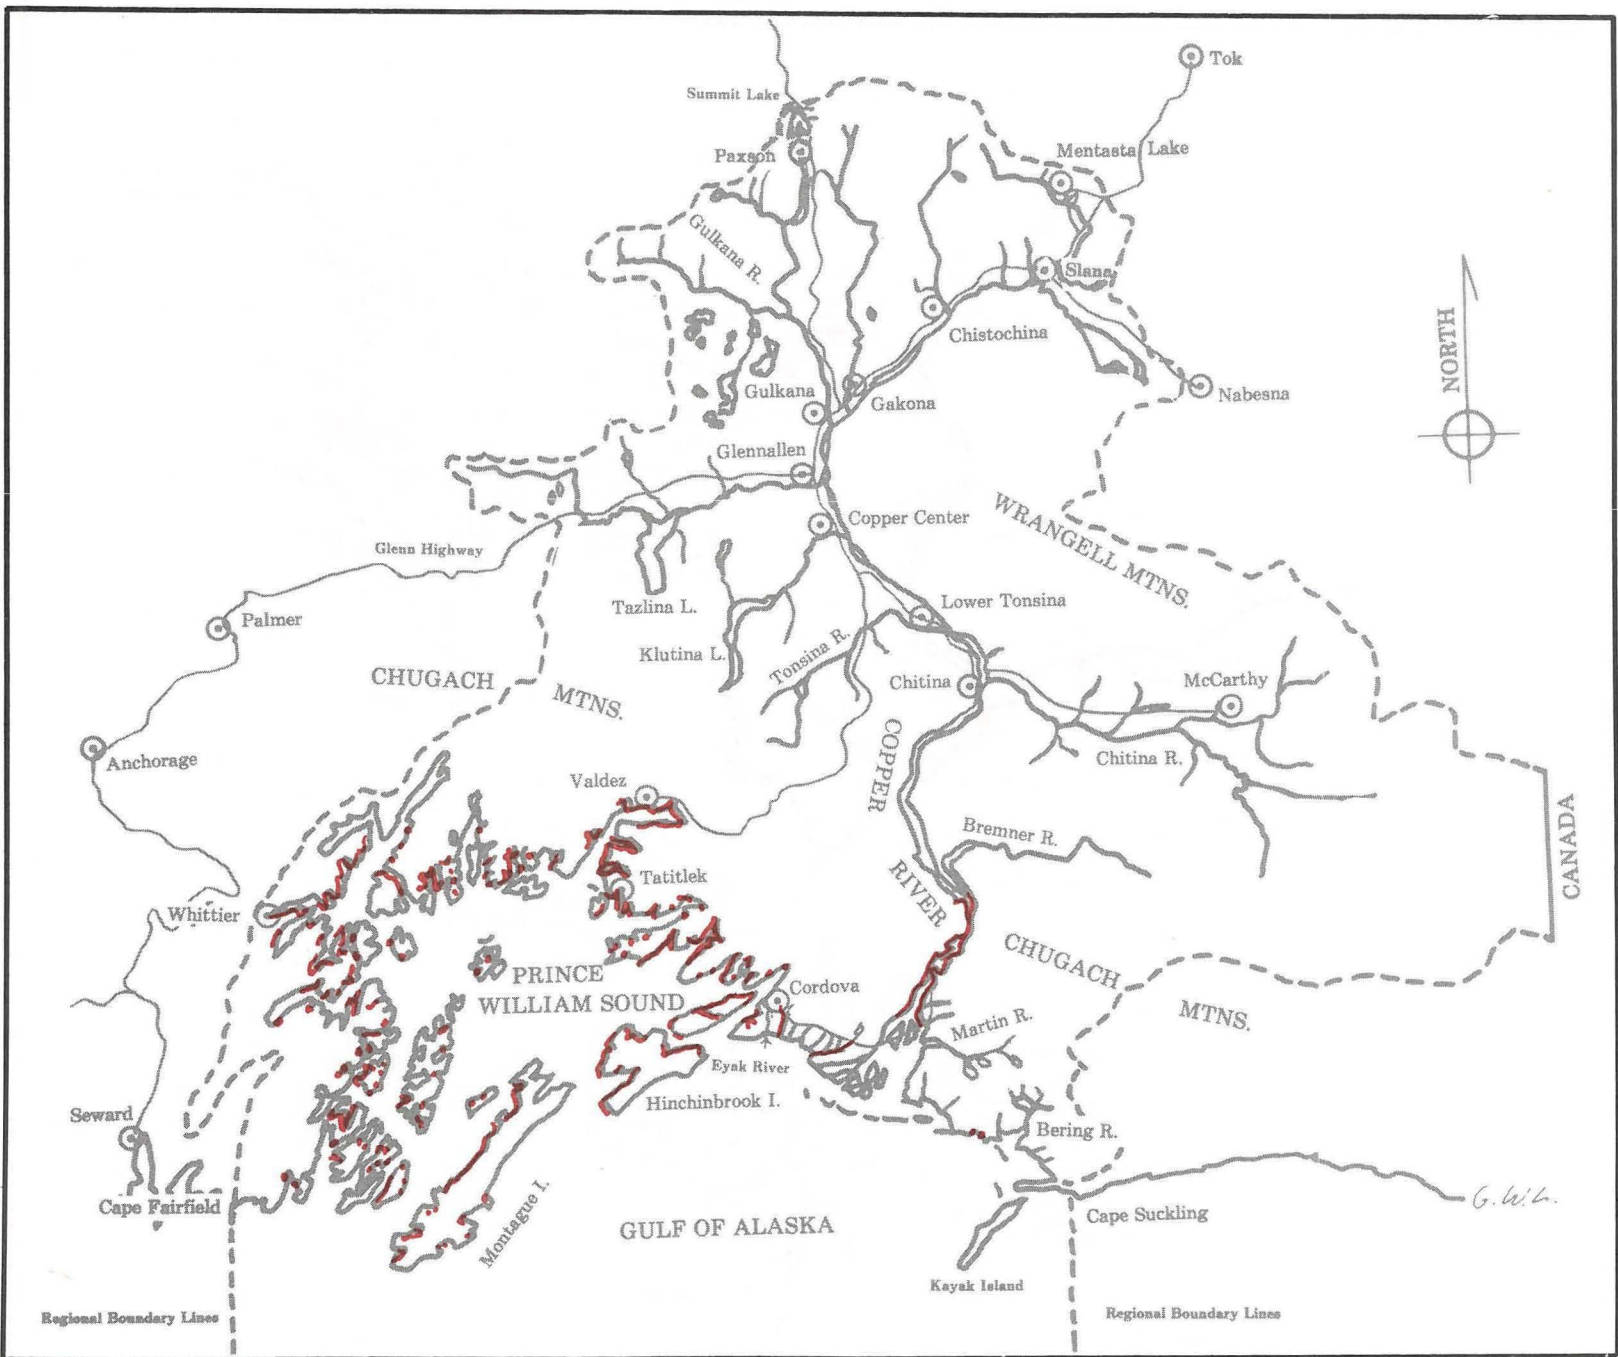 Tok
Summit Lake
Mentasta Lake
Paxson
Gulkana R.
Slana
Chistochina
NORTH
Gulkana
Gakona
Nabesna
Glennallen
Copper Center
WRANGELL MTNS.
Glenn Highway
Tazlina L.
Lower Tonsina
Palmer
Klutina L.
Tonsina R.
CHUGACH
MTNS.
Chitina
McCarthy
COPPER
Chitina R.
Anchorage
Valdez
CANADA
Bremner R.
Tatitlek
RIVER
Whittier
CHUGACH
MTNS.
PRINCE
WILLIAM SOUND
Cordova
Martin R.
Eyak River
Hinchinbrook I.
Seward
Bering R.
Cape Fairfield
Montague I.
GULF OF ALASKA
Cape Suckling
G.W.L.
Kayak Island
Regional Boundary Lines
Regional Boundary Lines